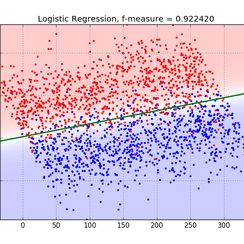 Logistic Regression, f-measure = 0.922420
0 50 100 150 200 250 300